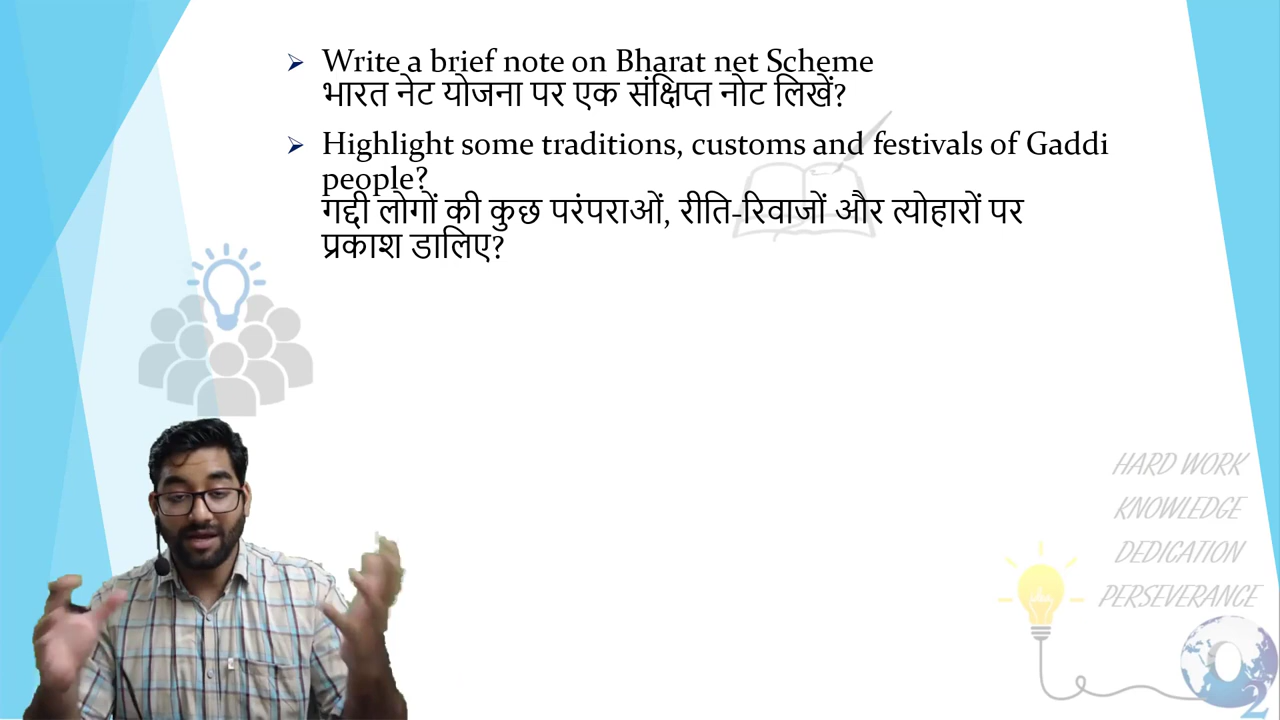 Write a brief note on Bharat net Scheme
भारत नेट योजना पर एक संक्षिप्त नोट लिखें?
Highlight some traditions, customs and festivals of Gaddi
people?
गद्दी लोगों की कुछ परंपराओं, रीति-रिवाजों और त्योहारों पर
प्रकाश डालिए?
HARD WORK
KNOWLEDGE
DEDICATION
PERSEVERANCE
O2